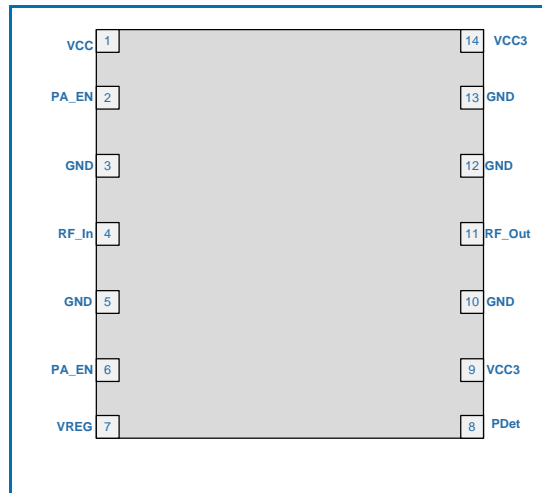 VCC 1 14 VCC3
PA_EN 2 13 GND
GND 3 12 GND
RF_In 4 11 RF_Out
GND 5 10 GND
PA_EN 6 9 VCC3
VREG 7 8 PDet